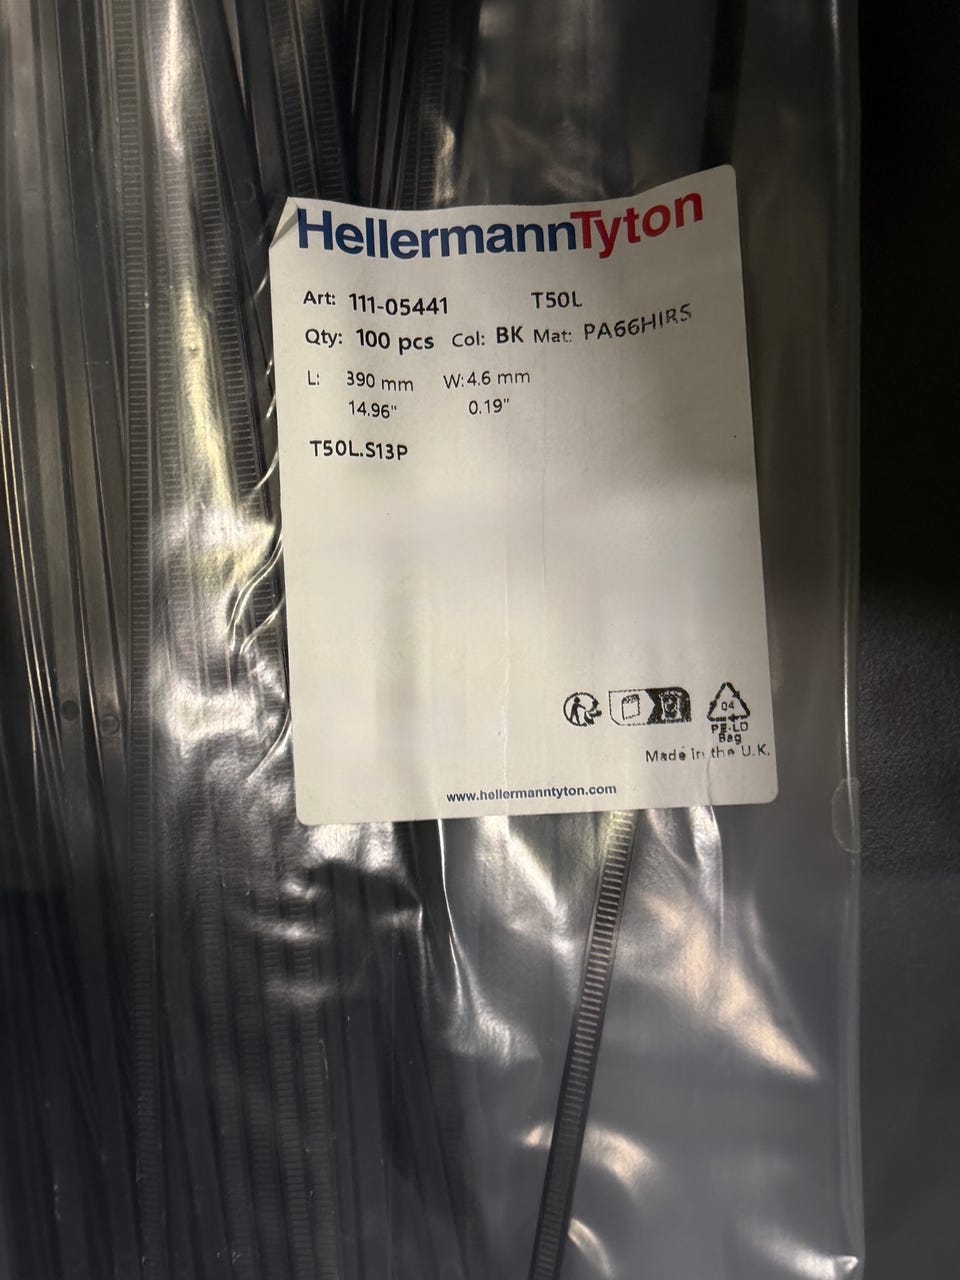 HellermannTyton
Art: 111-05441 T50L
Qty: 100 pcs Col: BK Mat: PA66HIRS
L: 390 mm W: 4.6 mm
14.96" 0.19"
T50L.S13P
04
PE-LD
Bag
Made in the U.K.
www.hellermanntyton.com